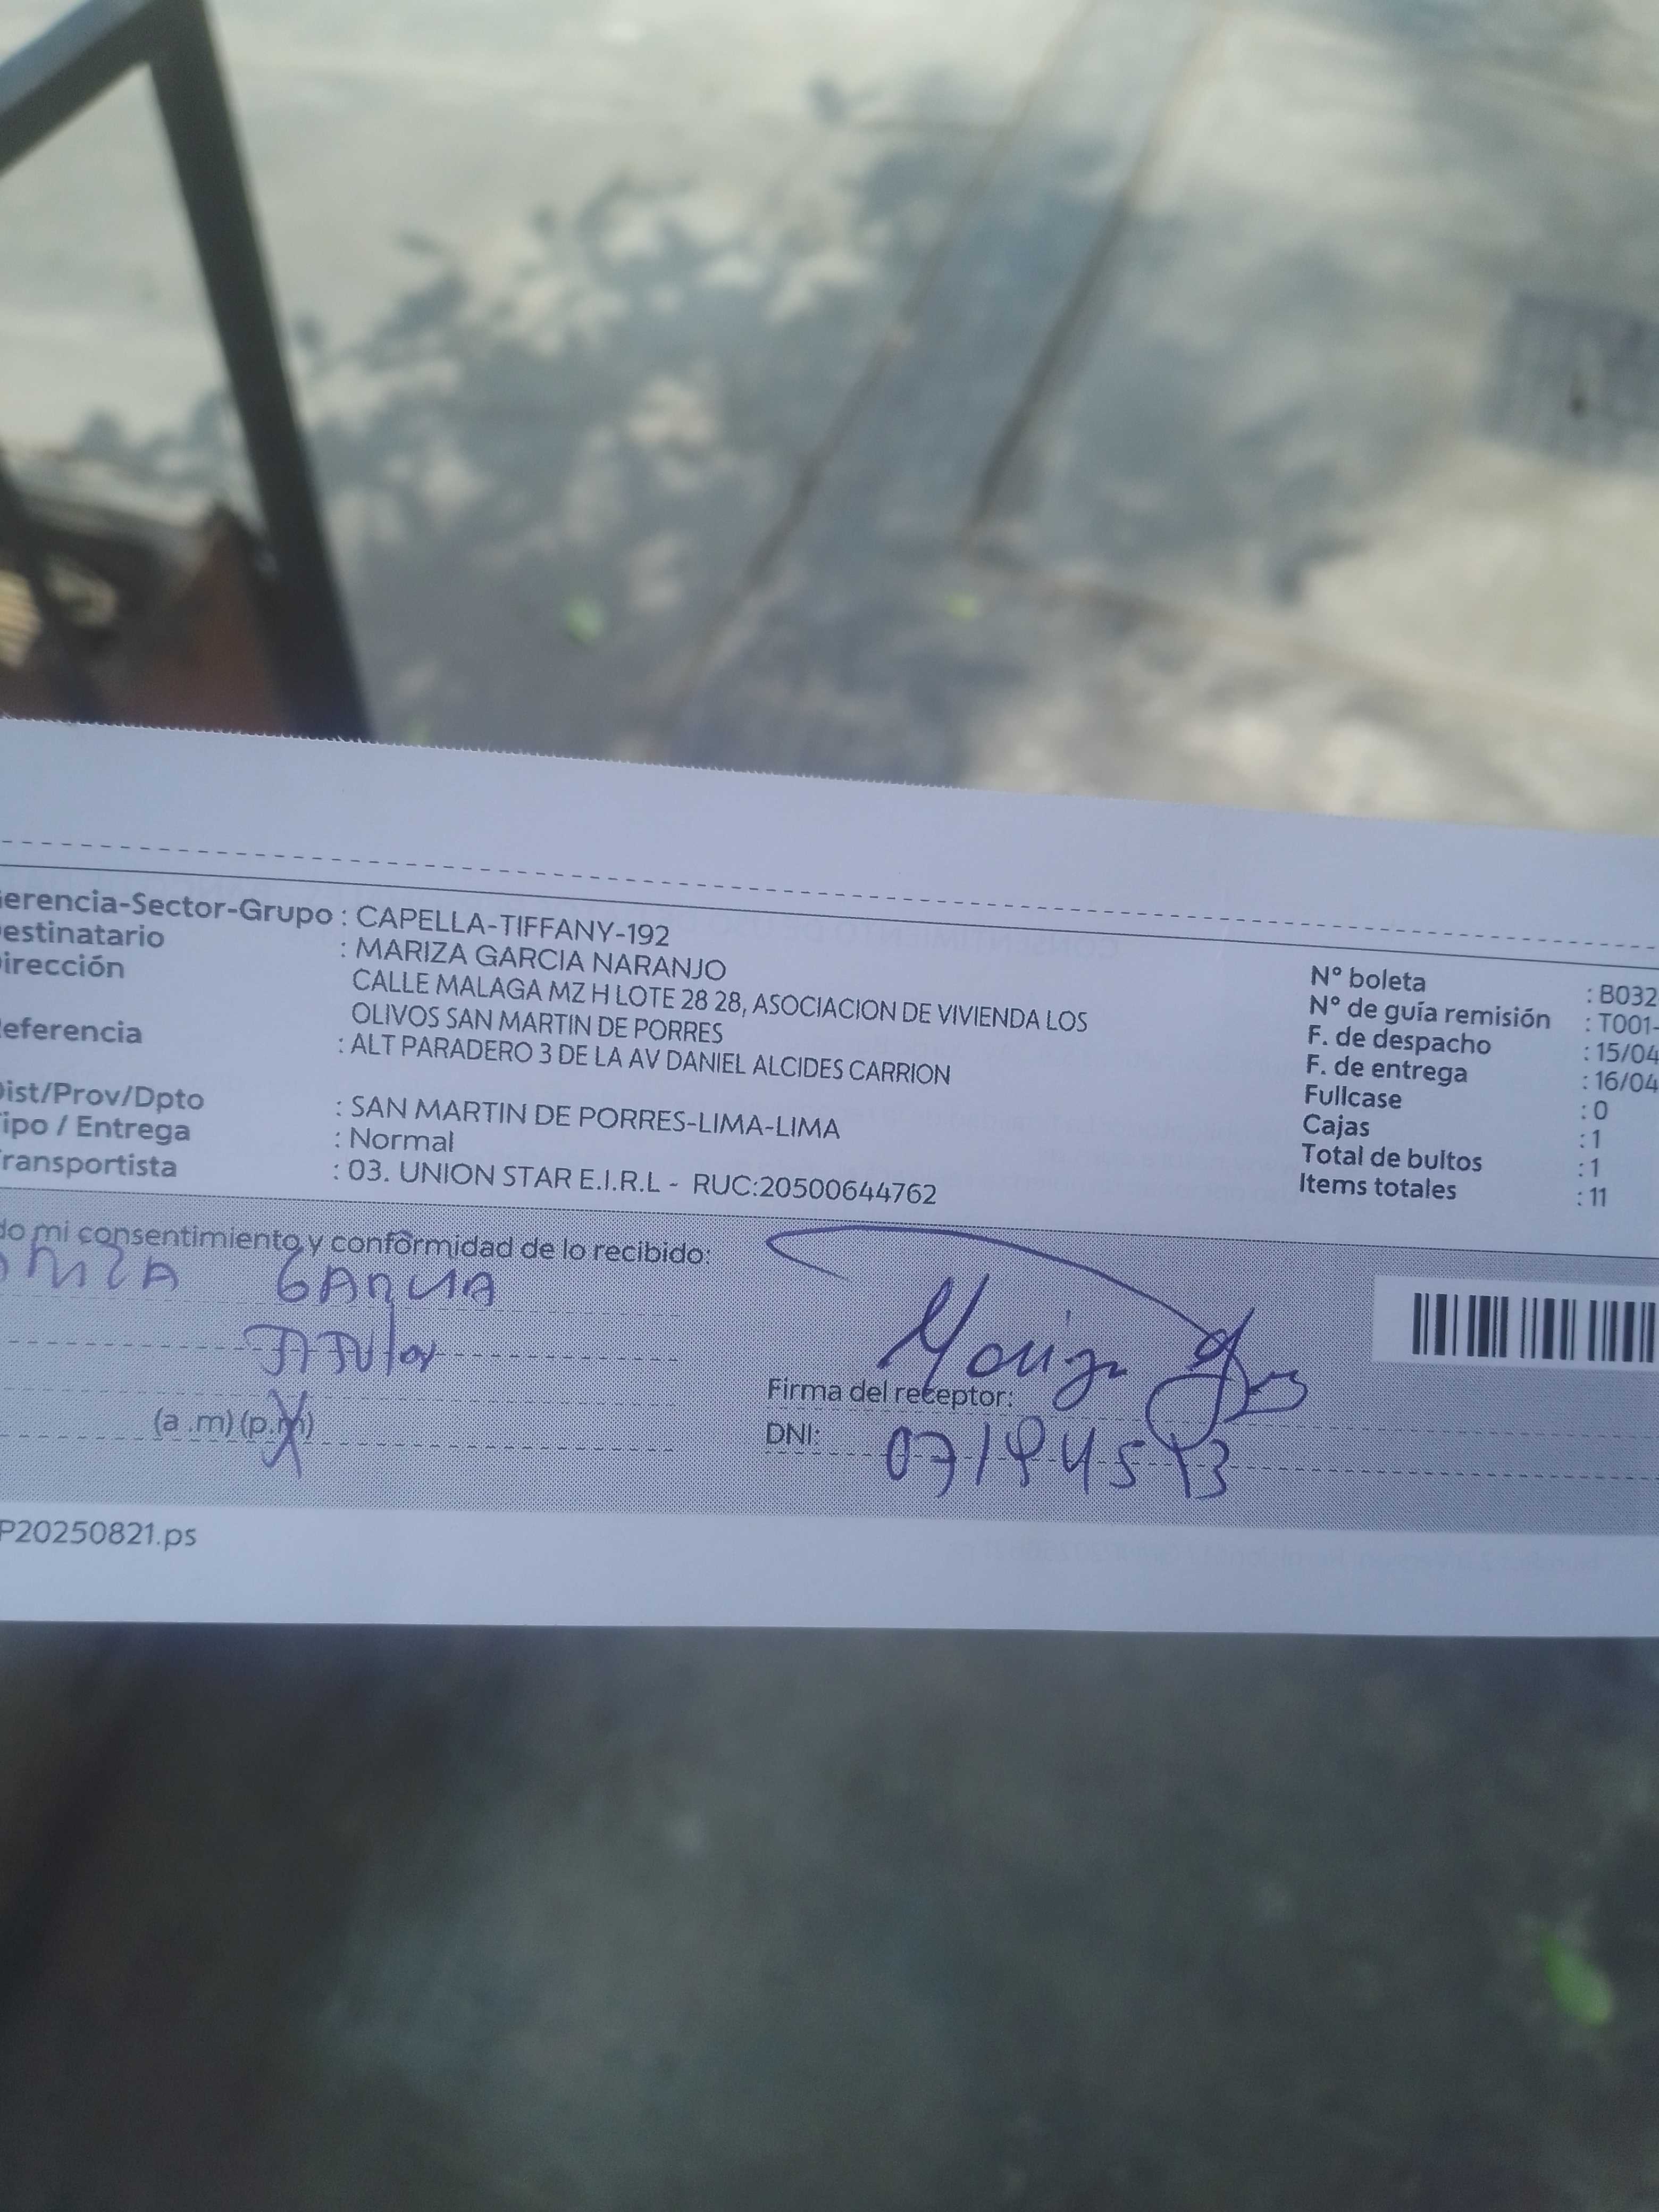 erencia-Sector-Grupo : CAPELLA-TIFFANY-192
estinatario : MARIZA GARCIA NARANJO
irección CALLE MALAGA MZ H LOTE 28 28, ASOCIACION DE VIVIENDA LOS
OLIVOS SAN MARTIN DE PORRES
eferencia : ALT PARADERO 3 DE LA AV DANIEL ALCIDES CARRION
Dist/Prov/Dpto : SAN MARTIN DE PORRES-LIMA-LIMA
ipo / Entrega : Normal
ransportista : 03. UNION STAR E.I.R.L - RUC:20500644762
N° boleta : B032
N° de guía remisión : T001-
F. de despacho : 15/04
F. de entrega : 16/04
Fullcase : 0
Cajas : 1
Total de bultos : 1
Items totales : 11
do mi consentimiento y conformidad de lo recibido:
GARCIA
(a .m) (p.m)
Firma del receptor:
DNI:
P20250821.ps